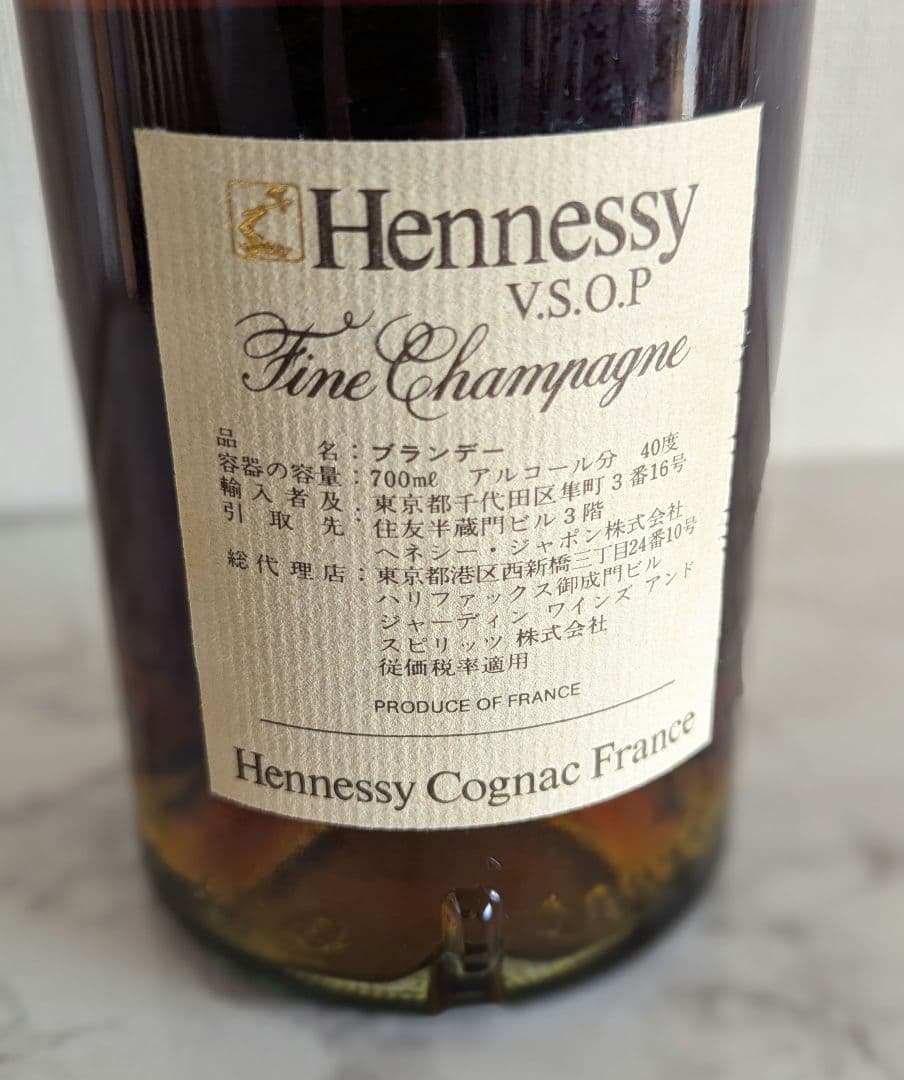 Hennessy
V.S.O.P
Fine Champagne
品名：ブランデー
容器の容量：700mℓ アルコール分 40度
輸入者及引取先：東京都千代田区隼町3番16号
住友半蔵門ビル3階
ヘネシー・ジャポン株式会社
総代理店：東京都港区西新橋三丁目24番10号
ハリファックス御成門ビル
ジャーディン ワインズ アンド
スピリッツ 株式会社
従価税率適用
PRODUCE OF FRANCE
Hennessy Cognac France